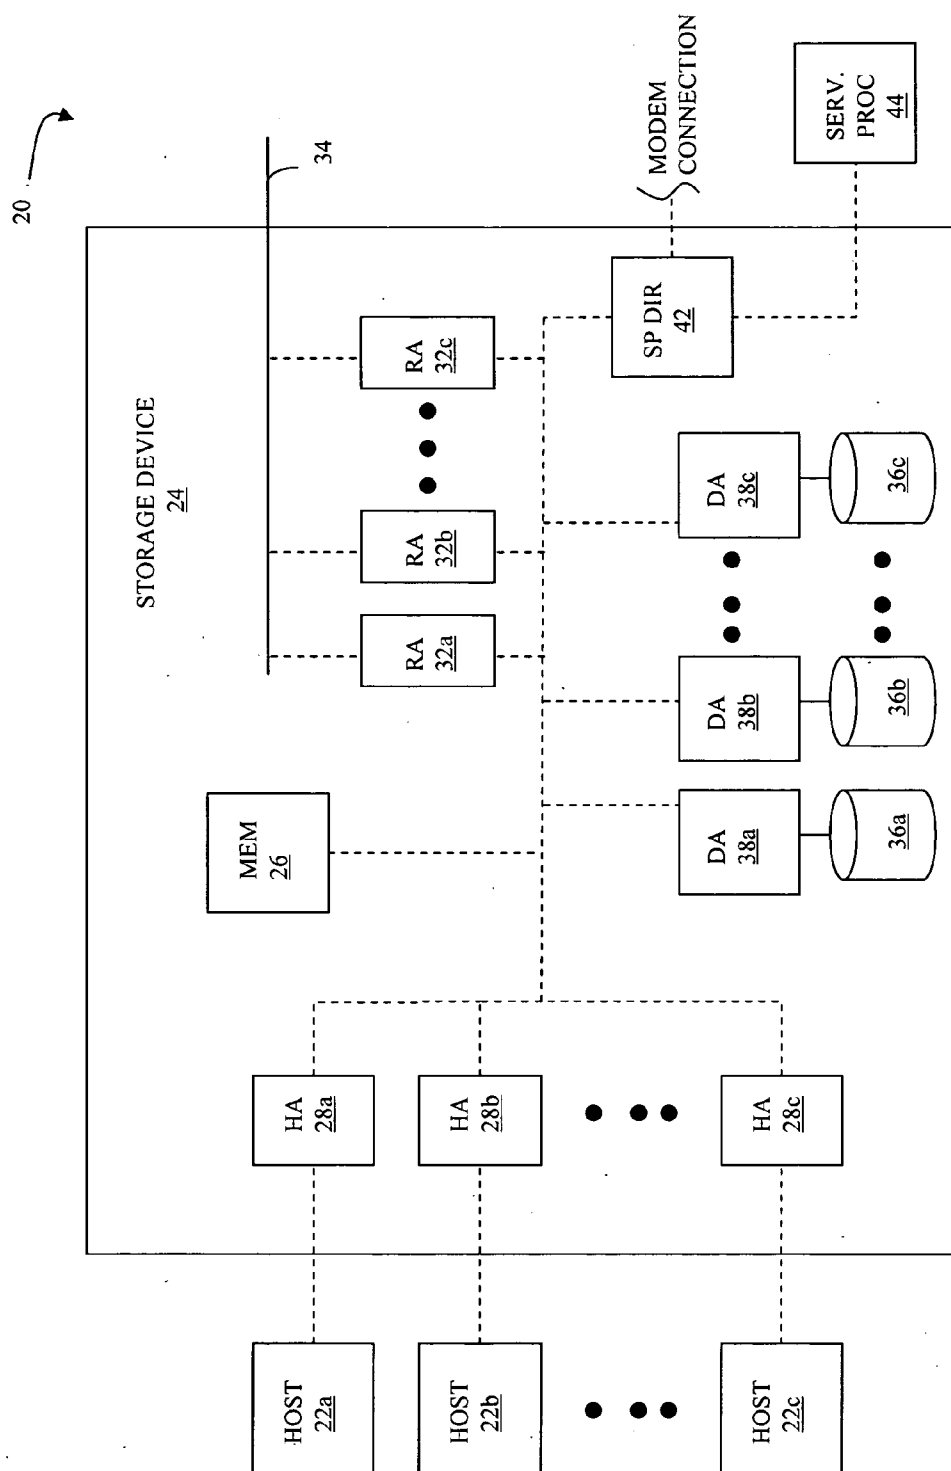 20
STORAGE DEVICE
24
34
MEM
26
RA
32a
RA
32b
RA
32c
HOST
22a
HA
28a
HOST
22b
HA
28b
HOST
22c
HA
28c
DA
38a
DA
38b
DA
38c
36a
36b
36c
SP DIR
42
MODEM
CONNECTION
SERV.
PROC
44